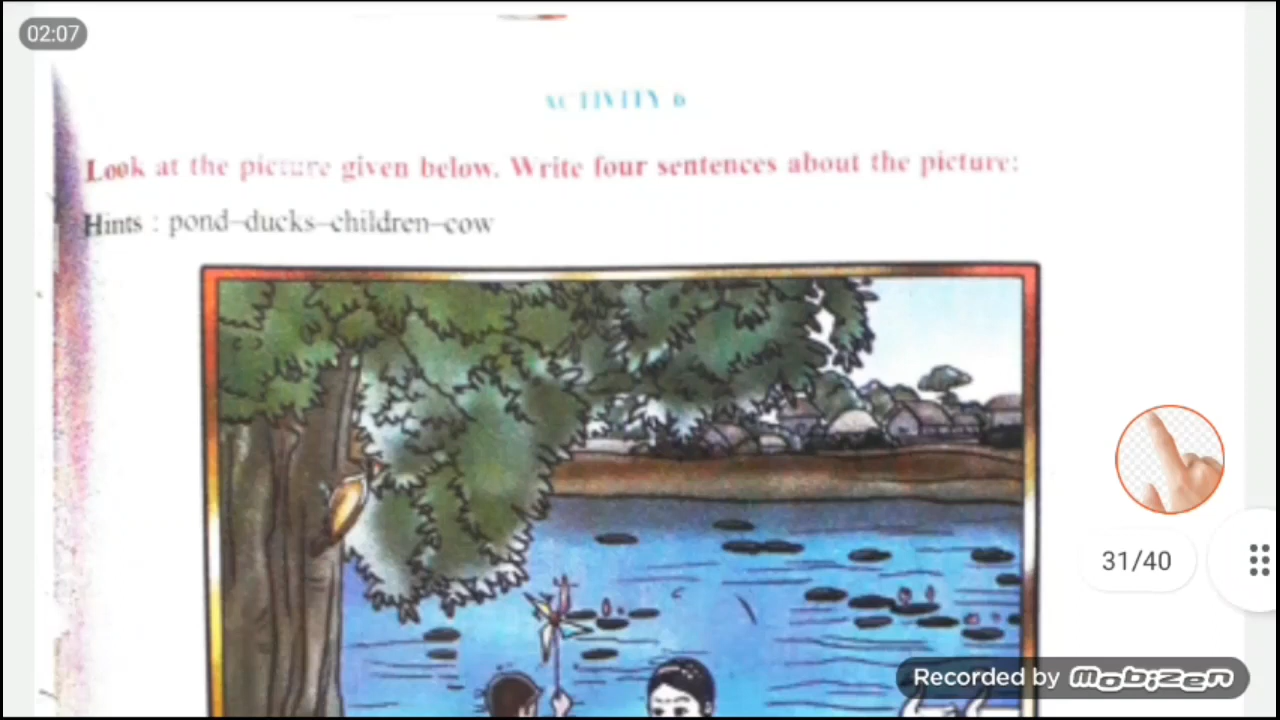 02:07
ACTIVITY 6
Look at the picture given below. Write four sentences about the picture:
Hints : pond–ducks–children–cow
31/40
Recorded by mobizen